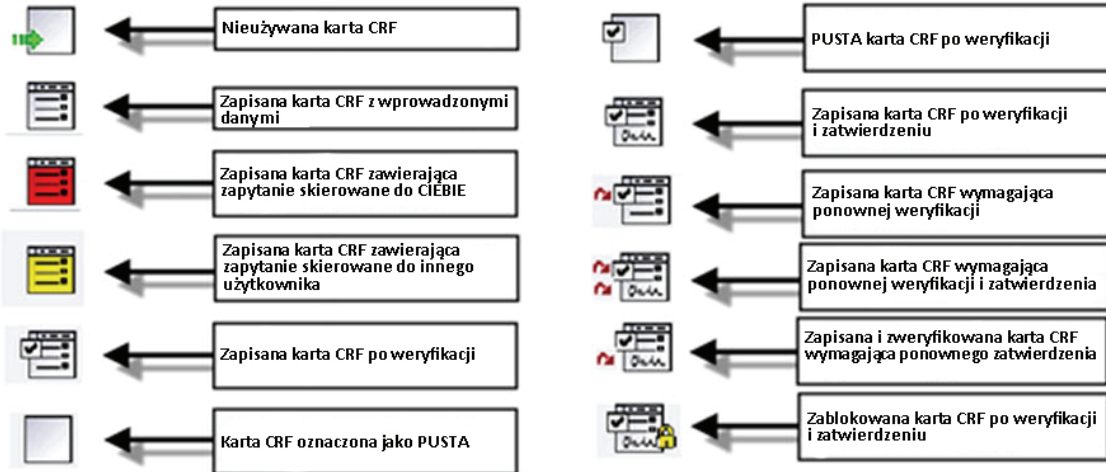 Nieużywana karta CRF
Zapisana karta CRF z wprowadzonymi
danymi
Zapisana karta CRF zawierająca
zapytanie skierowane do CIEBIE
Zapisana karta CRF zawierająca
zapytanie skierowane do innego
użytkownika
Zapisana karta CRF po weryfikacji
Karta CRF oznaczona jako PUSTA
PUSTA karta CRF po weryfikacji
Zapisana karta CRF po weryfikacji
i zatwierdzeniu
Zapisana karta CRF wymagająca
ponownej weryfikacji
Zapisana karta CRF wymagająca
ponownej weryfikacji i zatwierdzenia
Zapisana i zweryfikowana karta CRF
wymagająca ponownego zatwierdzenia
Zablokowana karta CRF po weryfikacji
i zatwierdzeniu